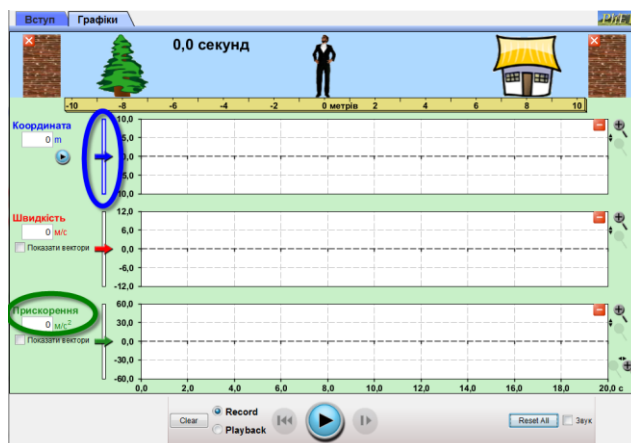 Вступ Графіки PhET
0,0 секунд
-10 -8 -6 -4 -2 0 метрів 2 4 6 8 10
Координата
0 m
10,0
5,0
0,0
-5,0
-10,0
Швидкість
0 м/с
Показати вектори
12,0
6,0
0,0
-6,0
-12,0
Прискорення
0 м/с²
Показати вектори
60,0
30,0
0,0
-30,0
-60,0
0,0 2,0 4,0 6,0 8,0 10,0 12,0 14,0 16,0 18,0 20,0 с
Clear Record Reset All Звук
Playback